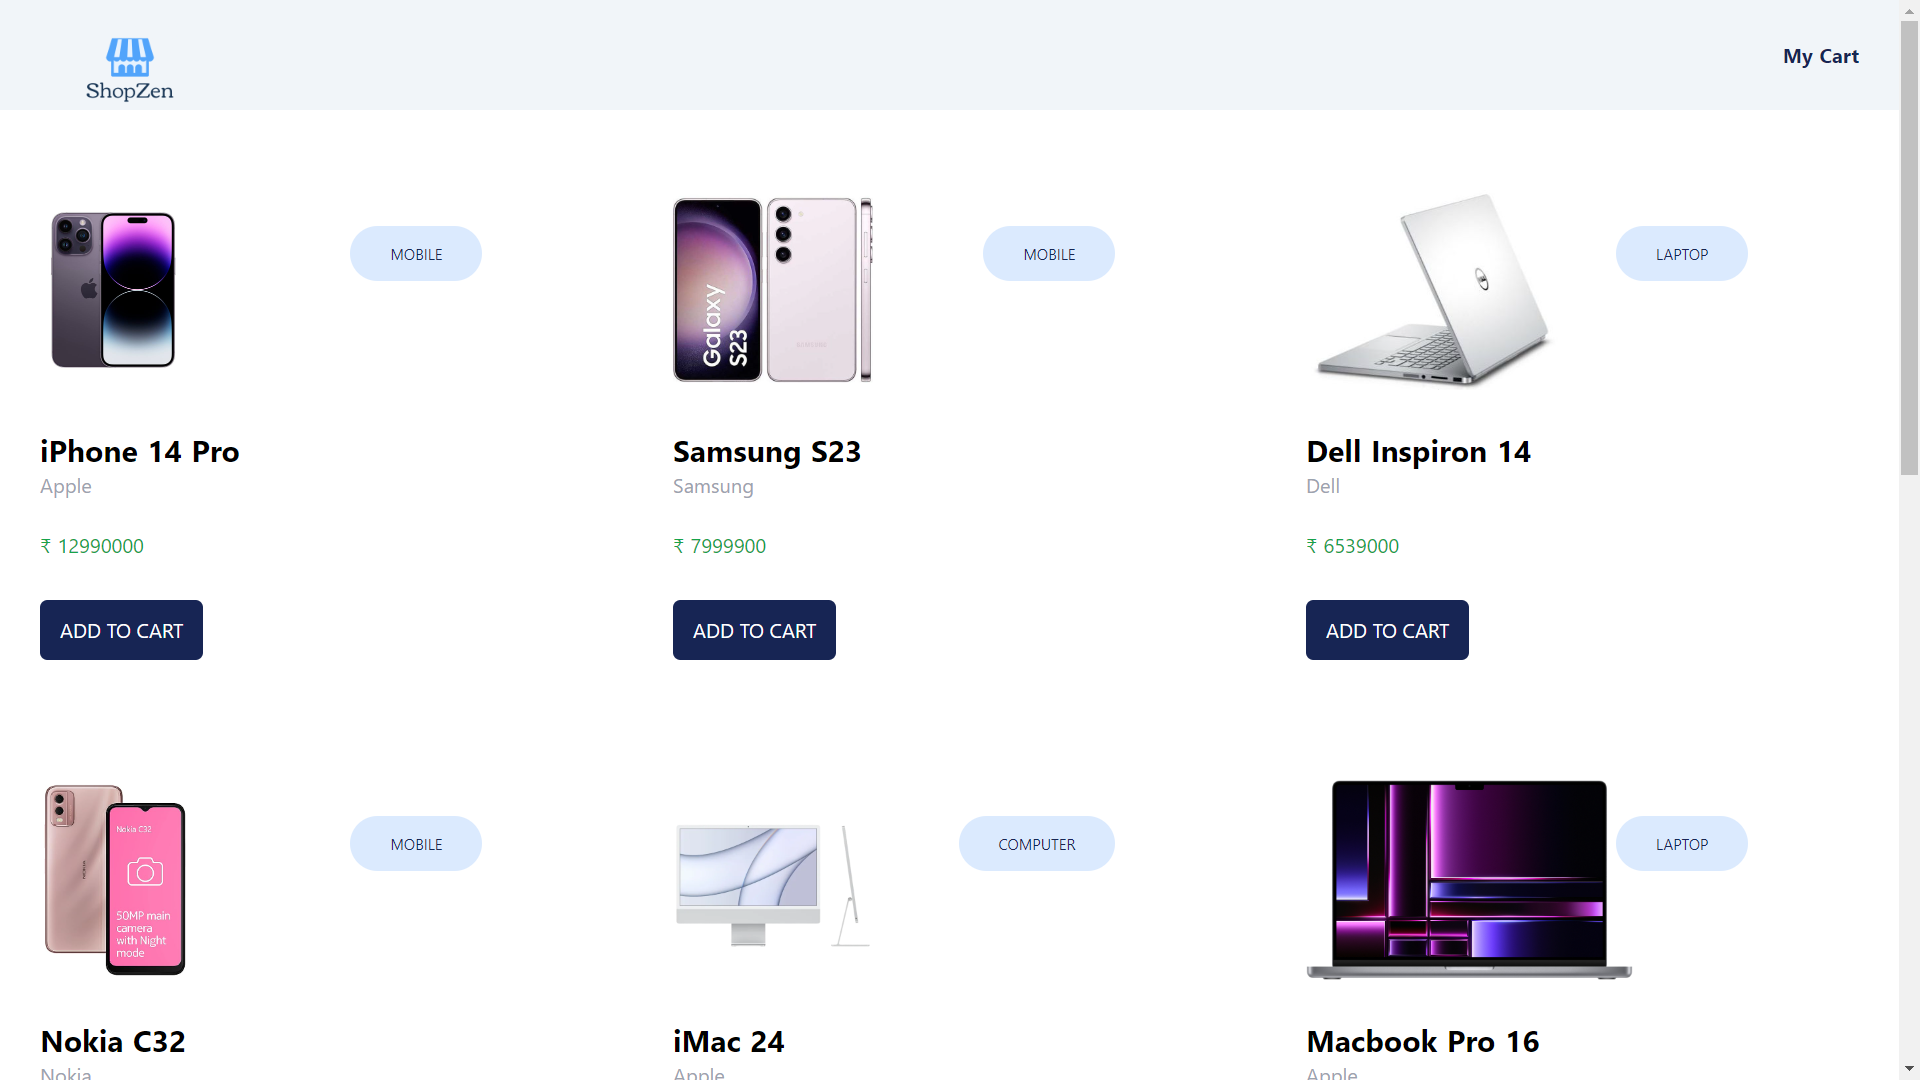 ShopZen
My Cart
Galaxy
S23
SAMSUNG
MOBILE
MOBILE
LAPTOP
iPhone 14 Pro
Samsung S23
Dell Inspiron 14
Apple
Samsung
Dell
₹ 12990000
₹ 7999900
₹ 6539000
ADD TO CART
ADD TO CART
ADD TO CART
Nokia C32
NOKIA
50MP main
camera
with Night
mode
MOBILE
COMPUTER
LAPTOP
Nokia C32
iMac 24
Macbook Pro 16
Nokia
Apple
Apple